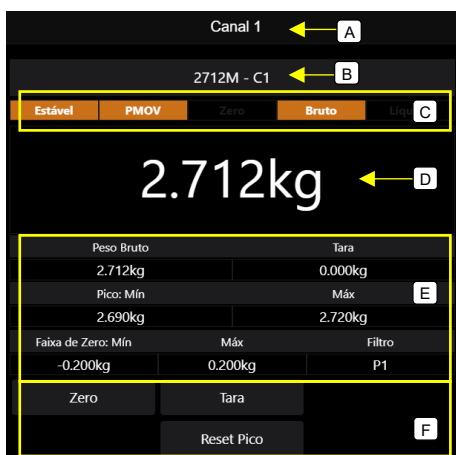 Canal 1 A
2712M - C1 B
Estável PMOV Zero Bruto Líqu C
2.712kg D
Peso Bruto Tara
2.712kg 0.000kg
Pico: Mín Máx E
2.690kg 2.720kg
Faixa de Zero: Mín Máx Filtro
-0.200kg 0.200kg P1
Zero Tara
Reset Pico F